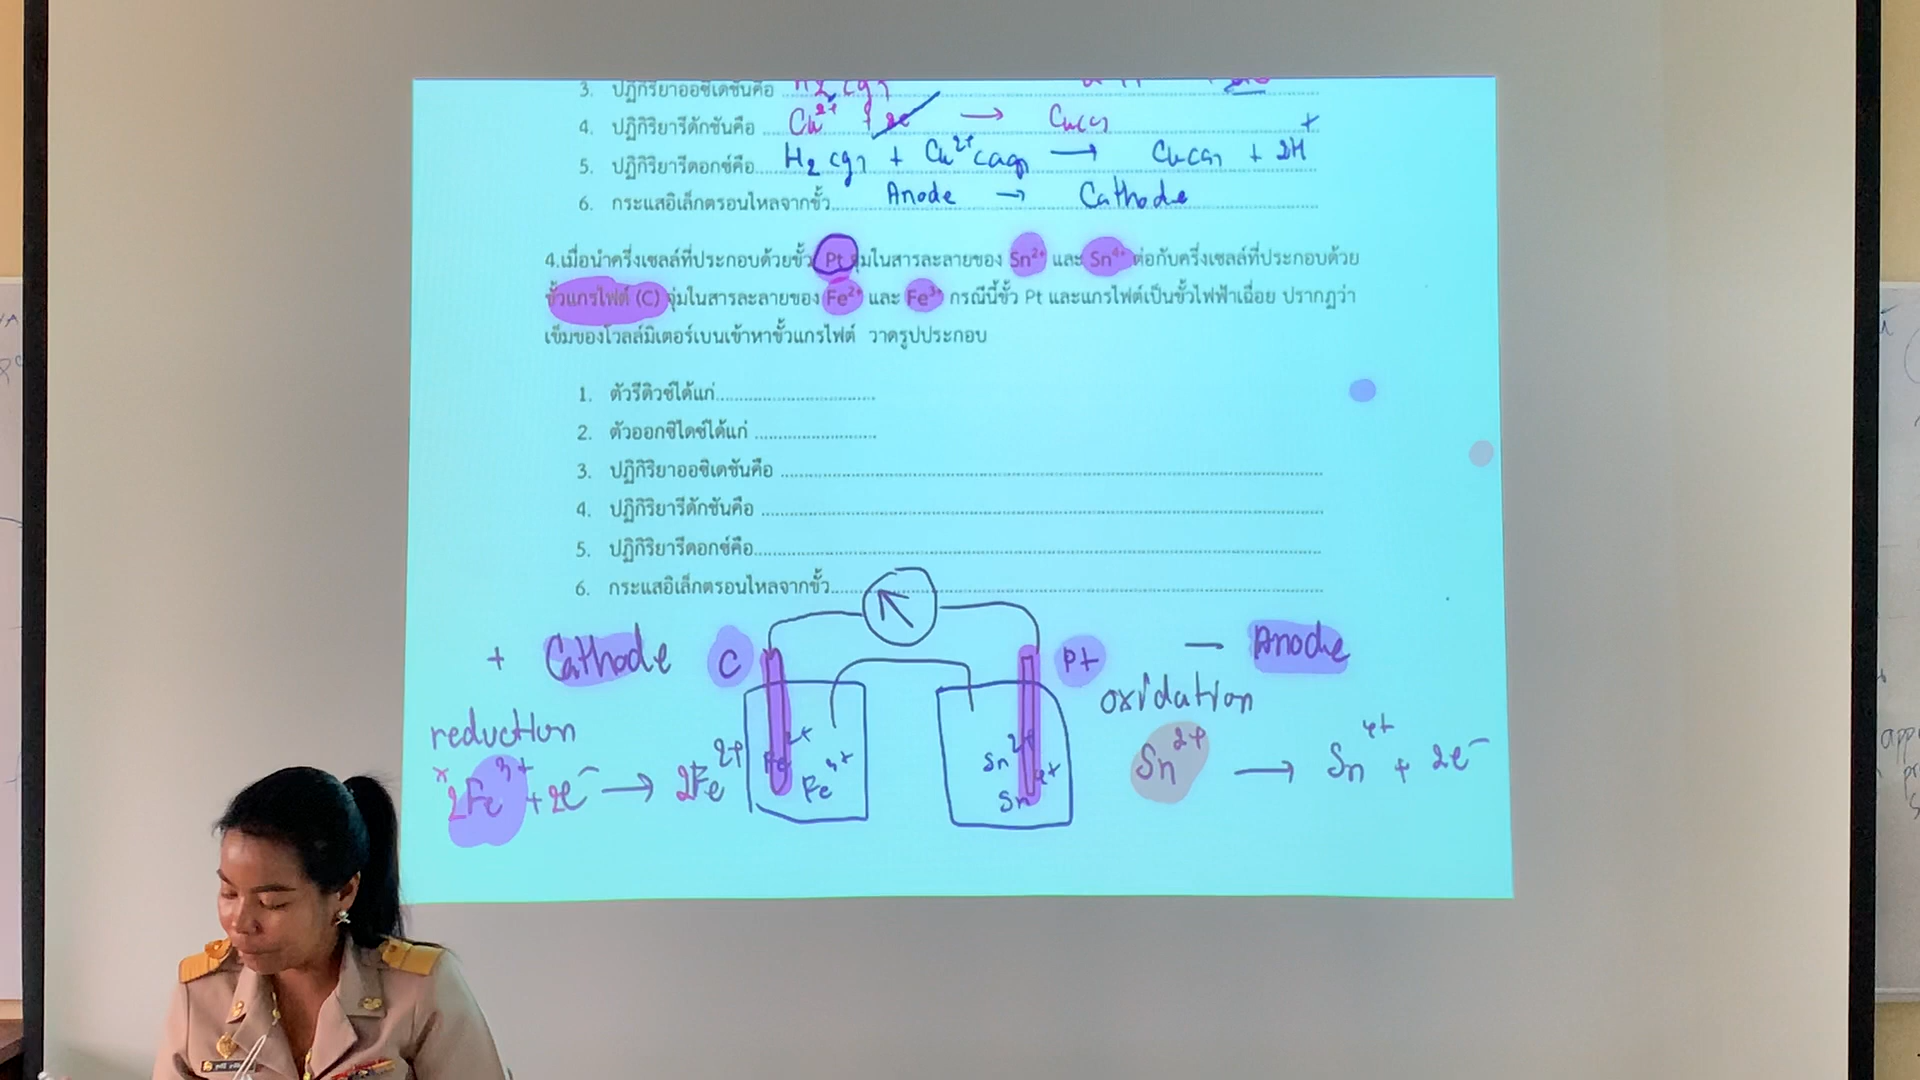 3. ปฏิกิริยาออซิเดชันคือ H2 cg)
4. ปฏิกิริยารีดักชันคือ Cu2+ + 2e → Cucs)
5. ปฏิกิริยารีดอกซ์คือ H2 cg) + Cu2+ caq) → Cucs) + 2H+
6. กระแสอิเล็กตรอนไหลจากขั้ว Anode → Cathode
4.เมื่อนำครึ่งเซลล์ที่ประกอบด้วยขั้ว Pt จุ่มในสารละลายของ Sn2+ และ Sn4+ ต่อกับครึ่งเซลล์ที่ประกอบด้วย
ขั้วแกรไฟต์ (C) จุ่มในสารละลายของ Fe2+ และ Fe3+ กรณีนี้ขั้ว Pt และแกรไฟต์เป็นขั้วไฟฟ้าเฉื่อย ปรากฏว่า
เข็มของโวลล์มิเตอร์เบนเข้าหาขั้วแกรไฟต์ วาดรูปประกอบ
1. ตัวรีดิวซ์ได้แก่
2. ตัวออกซิไดซ์ได้แก่
3. ปฏิกิริยาออซิเดชันคือ
4. ปฏิกิริยารีดักชันคือ
5. ปฏิกิริยารีดอกซ์คือ
6. กระแสอิเล็กตรอนไหลจากขั้ว
+ Cathode C Pt - Anode
reduction oxidation
2Fe3+ + 2e- → 2Fe2+ Fe2+ Fe3+ Sn2+ Sn4+ Sn2+ → Sn4+ + 2e-